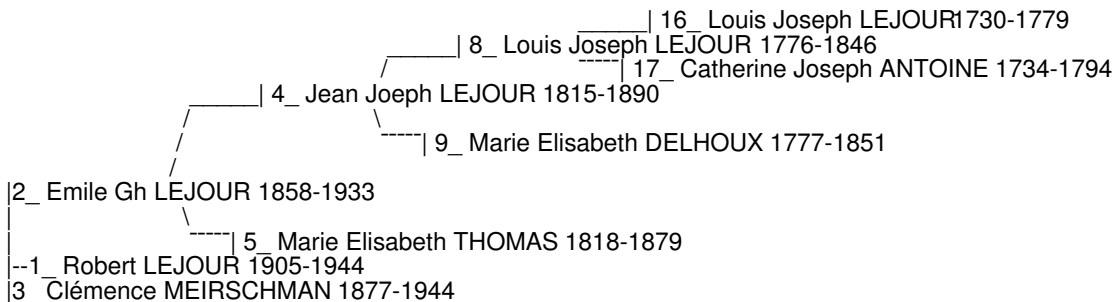 16_ Louis Joseph LEJOUR1730-1779
8_ Louis Joseph LEJOUR 1776-1846
17_ Catherine Joseph ANTOINE 1734-1794
4_ Jean Joeph LEJOUR 1815-1890
9_ Marie Elisabeth DELHOUX 1777-1851
2_ Emile Gh LEJOUR 1858-1933
5_ Marie Elisabeth THOMAS 1818-1879
1_ Robert LEJOUR 1905-1944
3_ Clémence MEIRSCHMAN 1877-1944